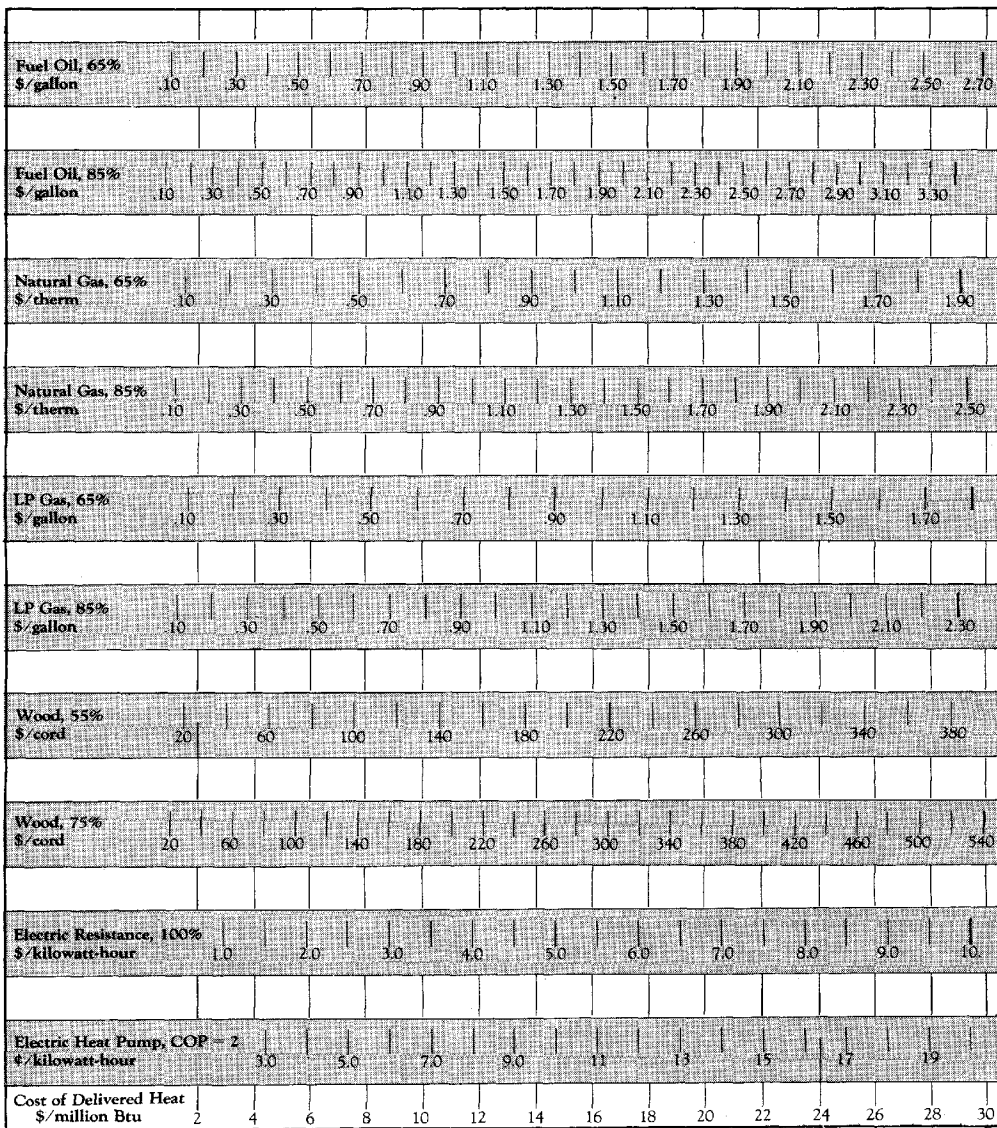 Fuel Oil, 65%
$/gallon .10 .30 .50 .70 .90 1.10 1.30 1.50 1.70 1.90 2.10 2.30 2.50 2.70
Fuel Oil, 85%
$/gallon .10 .30 .50 .70 .90 1.10 1.30 1.50 1.70 1.90 2.10 2.30 2.50 2.70 2.90 3.10 3.30
Natural Gas, 65%
$/therm .10 .30 .50 .70 .90 1.10 1.30 1.50 1.70 1.90
Natural Gas, 85%
$/therm .10 .30 .50 .70 .90 1.10 1.30 1.50 1.70 1.90 2.10 2.30 2.50
LP Gas, 65%
$/gallon .10 .30 .50 .70 .90 1.10 1.30 1.50 1.70
LP Gas, 85%
$/gallon .10 .30 .50 .70 .90 1.10 1.30 1.50 1.70 1.90 2.10 2.30
Wood, 55%
$/cord 20 60 100 140 180 220 260 300 340 380
Wood, 75%
$/cord 20 60 100 140 180 220 260 300 340 380 420 460 500 540
Electric Resistance, 100%
$/kilowatt-hour 1.0 2.0 3.0 4.0 5.0 6.0 7.0 8.0 9.0 10.
Electric Heat Pump, COP = 2
¢/kilowatt-hour 3.0 5.0 7.0 9.0 11 13 15 17 19
Cost of Delivered Heat
$/million Btu 2 4 6 8 10 12 14 16 18 20 22 24 26 28 30